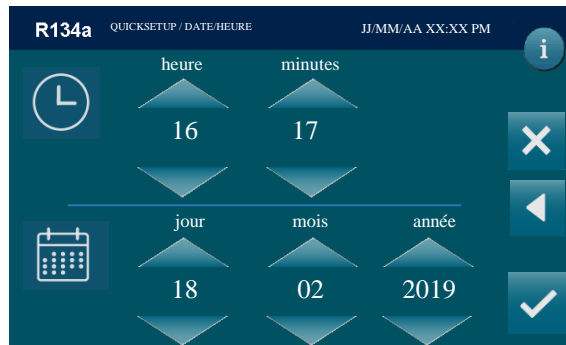 R134a QUICKSETUP / DATE/HEURE JJ/MM/AA XX:XX PM
i
heure minutes
16 17
jour mois année
18 02 2019